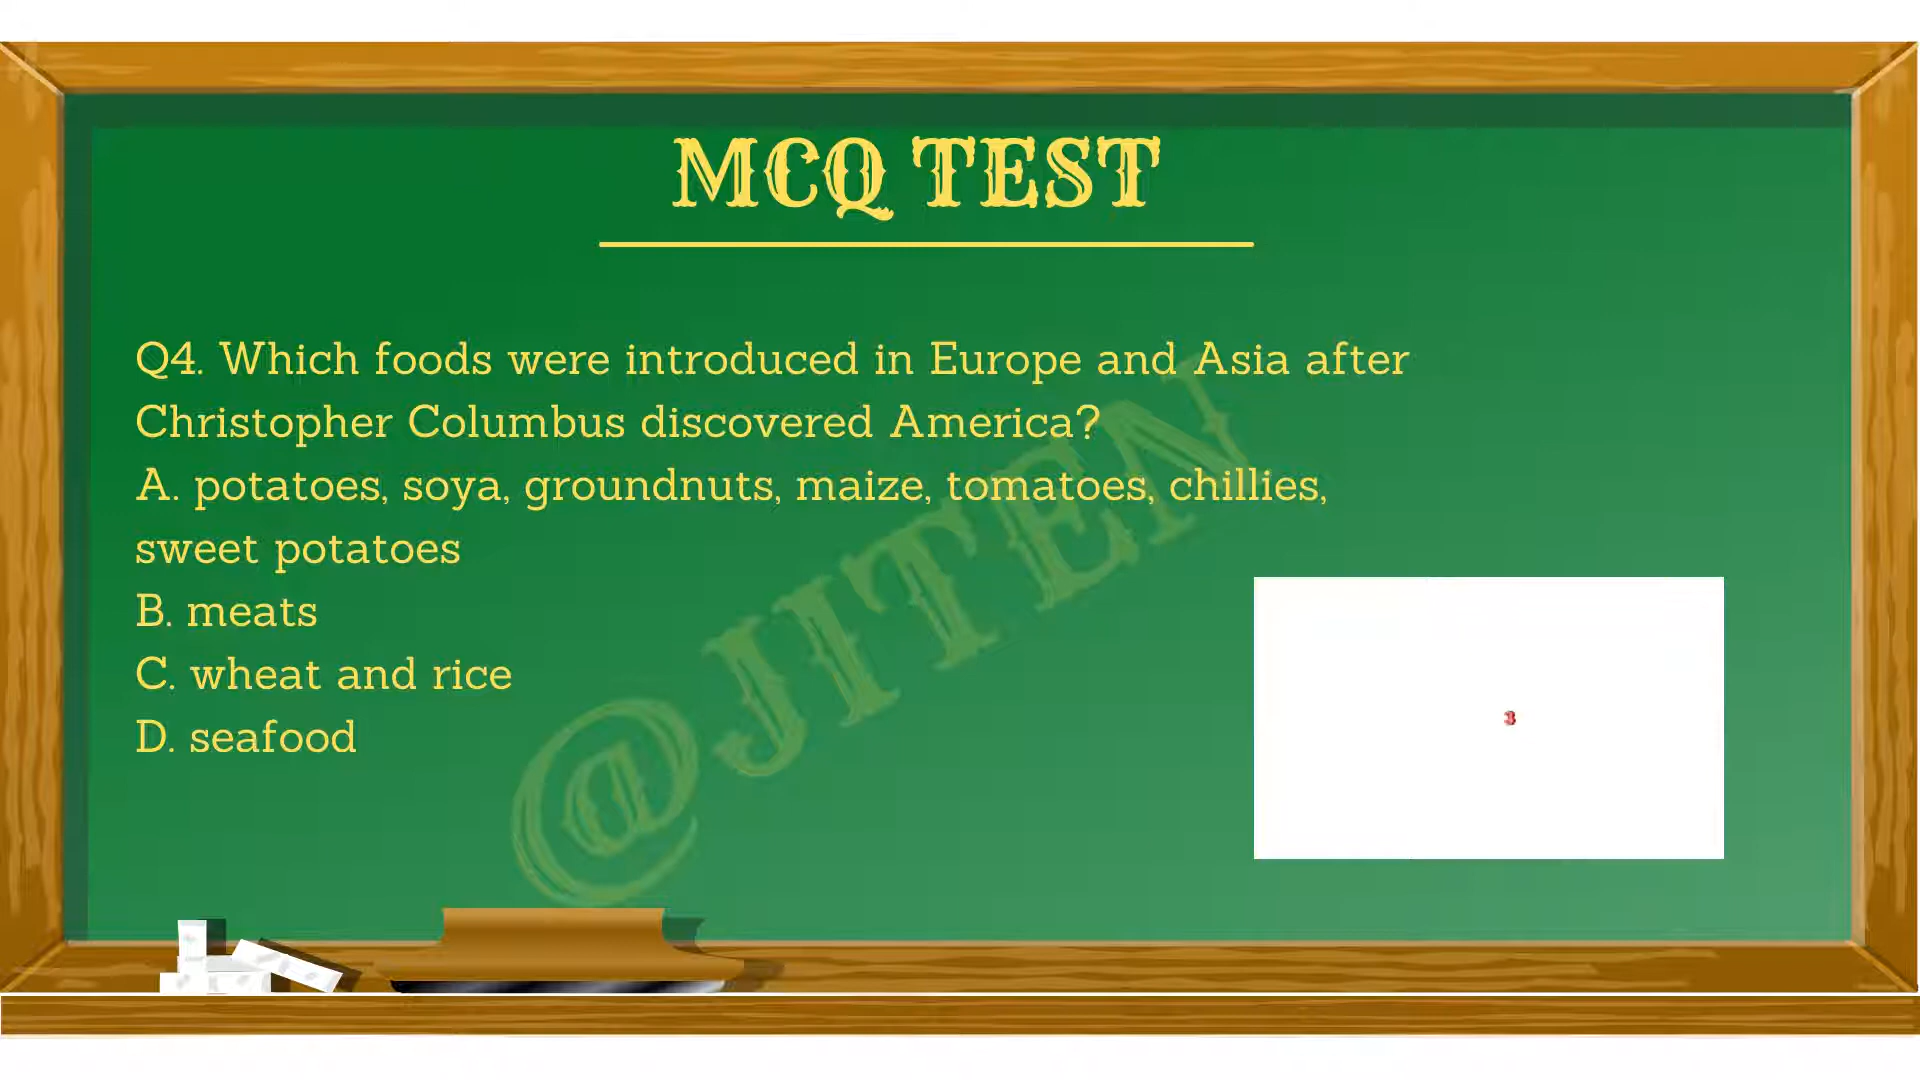 MCQ TEST
Q4. Which foods were introduced in Europe and Asia after
Christopher Columbus discovered America?
A. potatoes, soya, groundnuts, maize, tomatoes, chillies,
sweet potatoes
B. meats
C. wheat and rice
D. seafood
@JITEN
3